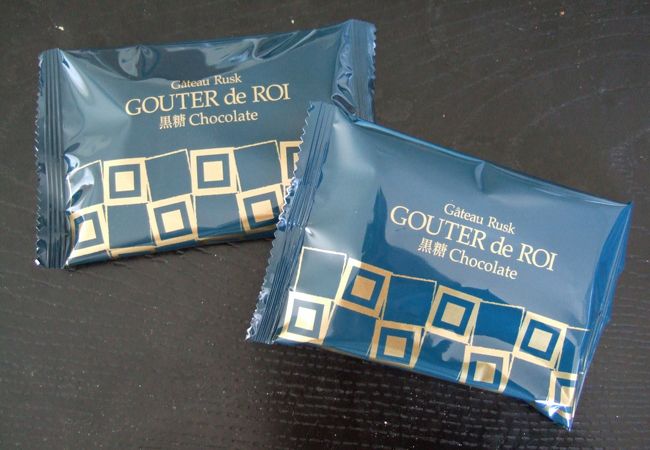 Gâteau Rusk
GOUTER de ROI
黒糖 Chocolate
Gâteau Rusk
GOUTER de ROI
黒糖 Chocolate